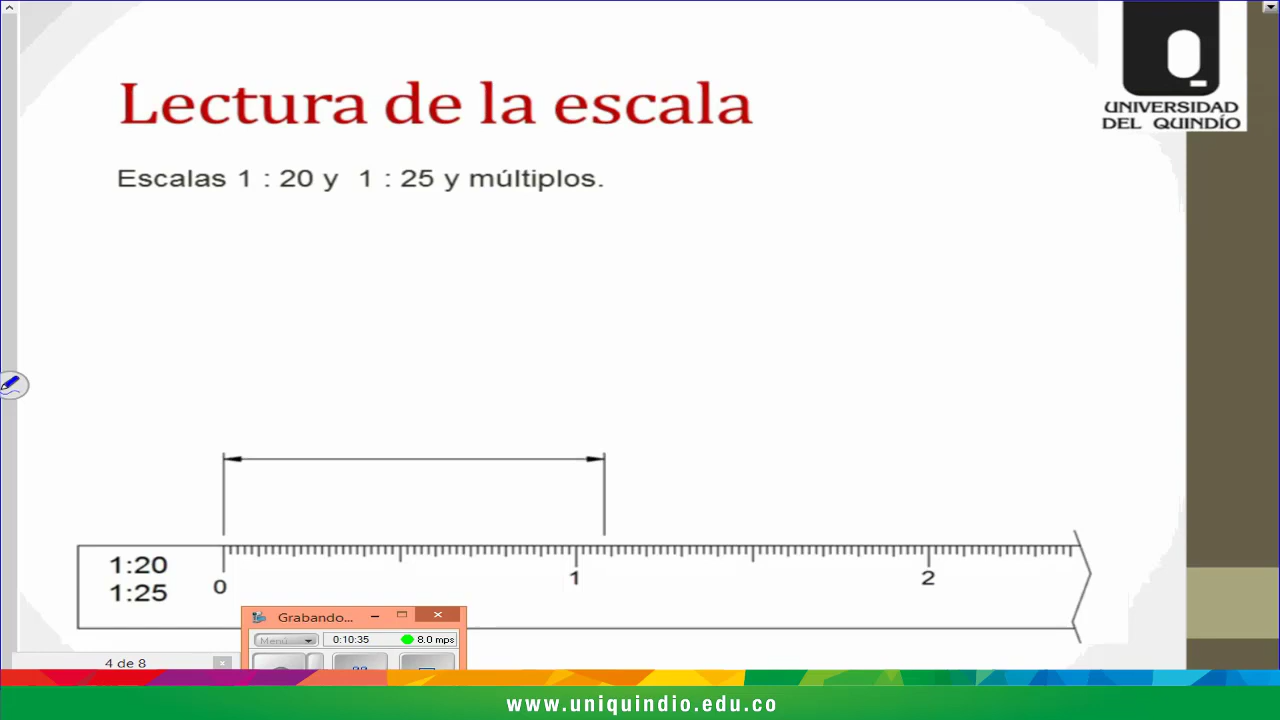 Lectura de la escala
UNIVERSIDAD
DEL QUINDÍO
Escalas 1 : 20 y 1 : 25 y múltiplos.
1:20
1:25
0
1
2
Grabando...
Menú
0:10:35
8.0 mps
4 de 8
www.uniquindio.edu.co